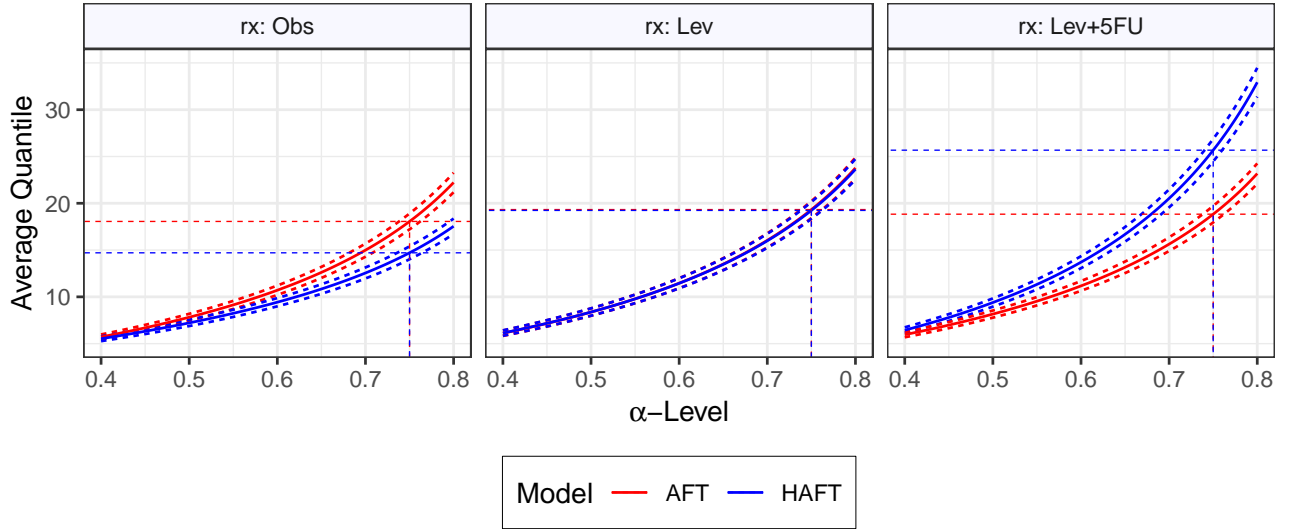 rx: Obs
rx: Lev
rx: Lev+5FU
Average Quantile
30
20
10
0.4 0.5 0.6 0.7 0.8
0.4 0.5 0.6 0.7 0.8
0.4 0.5 0.6 0.7 0.8
α−Level
Model AFT HAFT